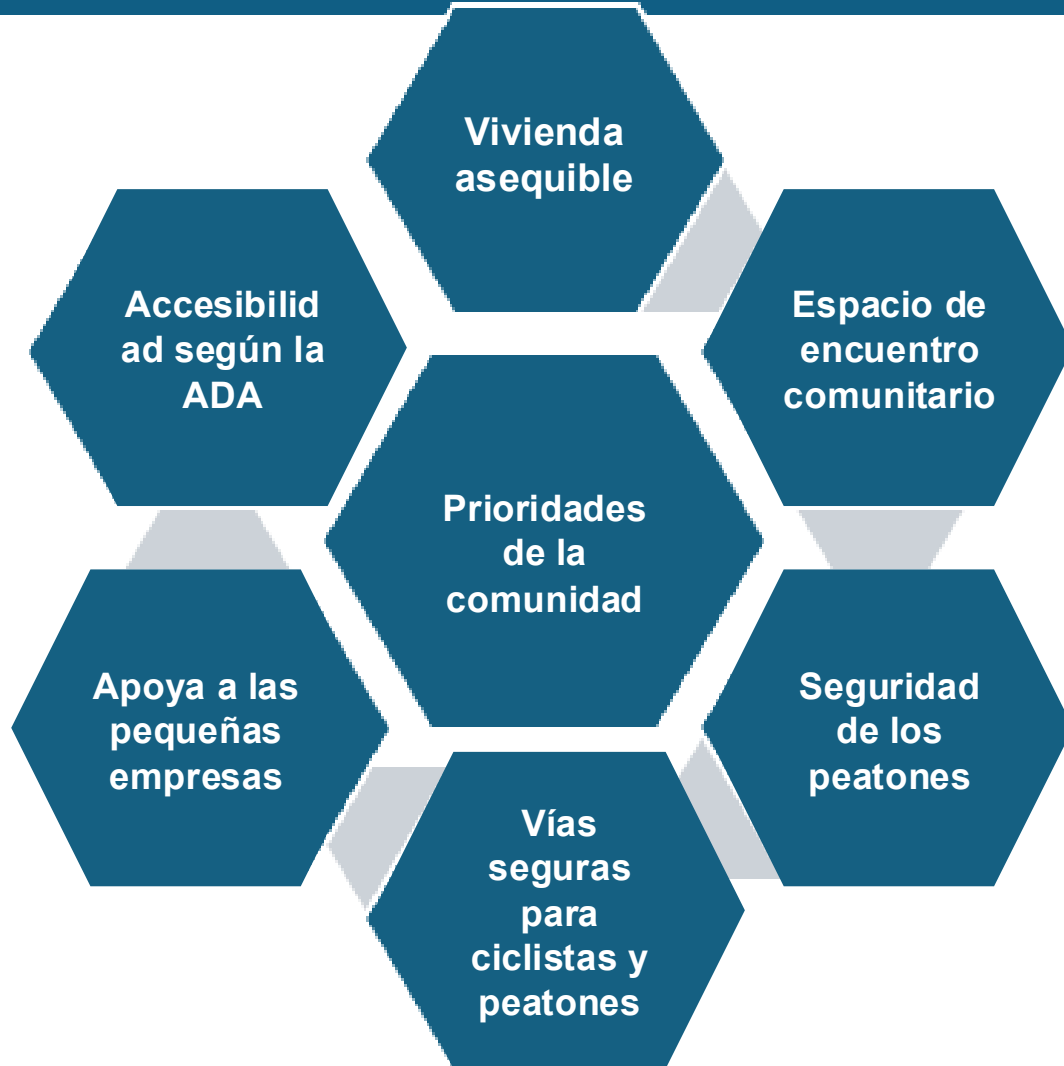 Vivienda
asequible
Accesibilid
ad según la
ADA
Espacio de
encuentro
comunitario
Prioridades
de la
comunidad
Apoya a las
pequeñas
empresas
Seguridad
de los
peatones
Vías
seguras
para
ciclistas y
peatones